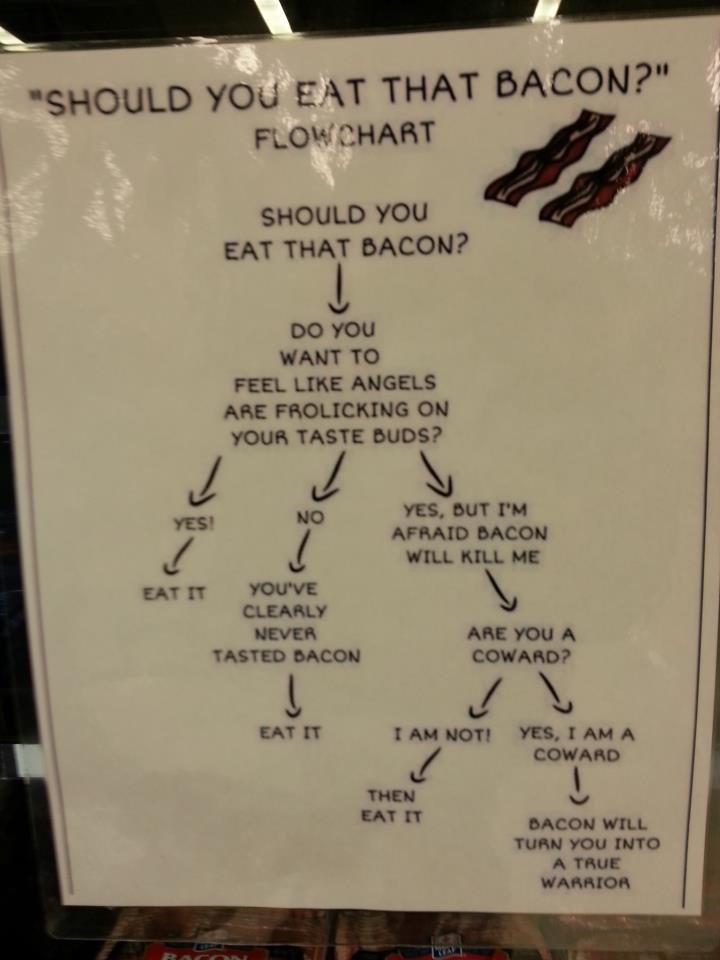 "SHOULD YOU EAT THAT BACON?"
FLOWCHART
SHOULD YOU
EAT THAT BACON?
DO YOU
WANT TO
FEEL LIKE ANGELS
ARE FROLICKING ON
YOUR TASTE BUDS?
YES!
EAT IT
NO
YOU'VE
CLEARLY
NEVER
TASTED BACON
EAT IT
YES, BUT I'M
AFRAID BACON
WILL KILL ME
ARE YOU A
COWARD?
I AM NOT!
THEN
EAT IT
YES, I AM A
COWARD
BACON WILL
TURN YOU INTO
A TRUE
WARRIOR
BACON